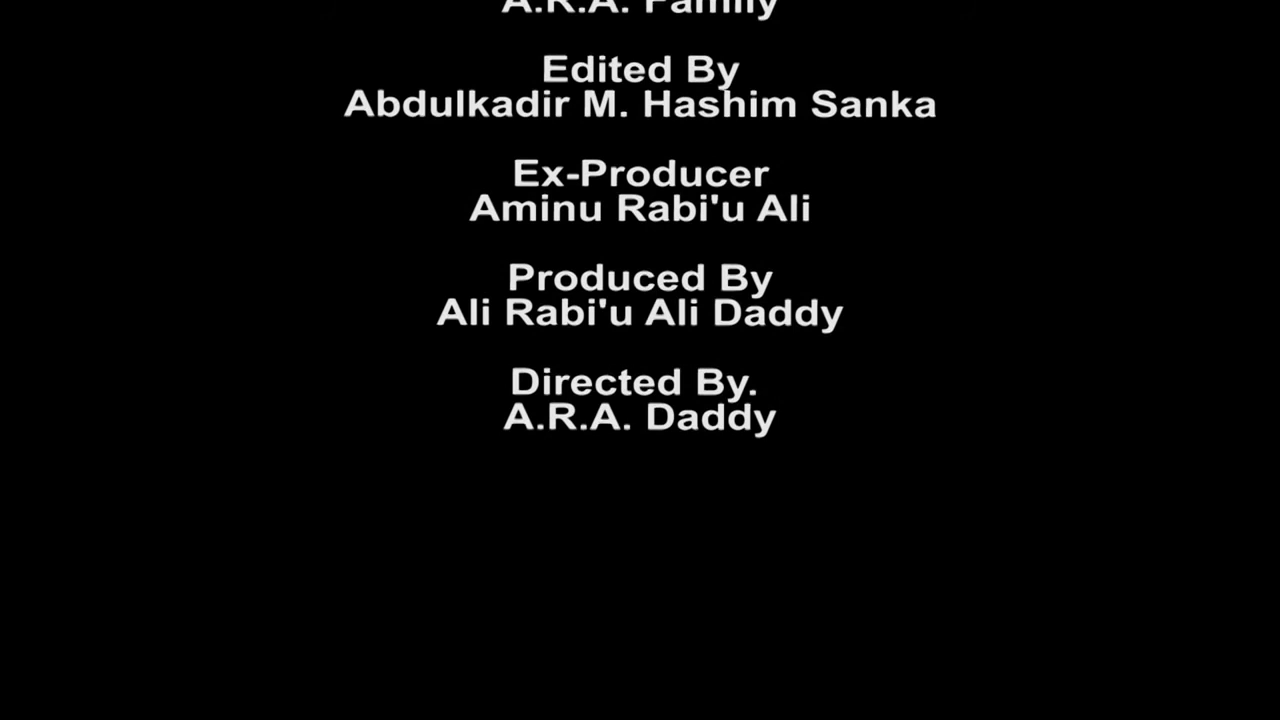 A.R.A. Family
Edited By
Abdulkadir M. Hashim Sanka
Ex-Producer
Aminu Rabi'u Ali
Produced By
Ali Rabi'u Ali Daddy
Directed By.
A.R.A. Daddy